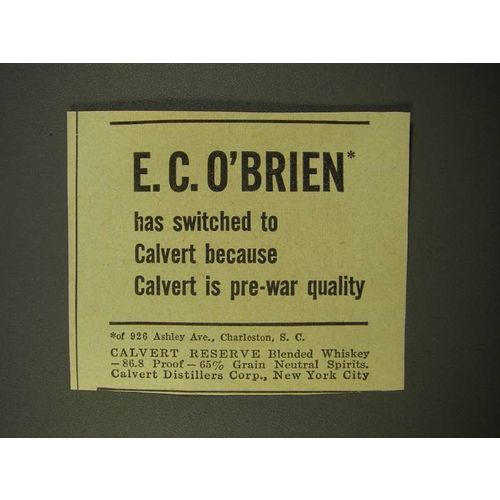 E. C. O'BRIEN*
has switched to
Calvert because
Calvert is pre-war quality
*of 926 Ashley Ave., Charleston, S. C.
CALVERT RESERVE Blended Whiskey
—86.8 Proof—65% Grain Neutral Spirits.
Calvert Distillers Corp., New York City